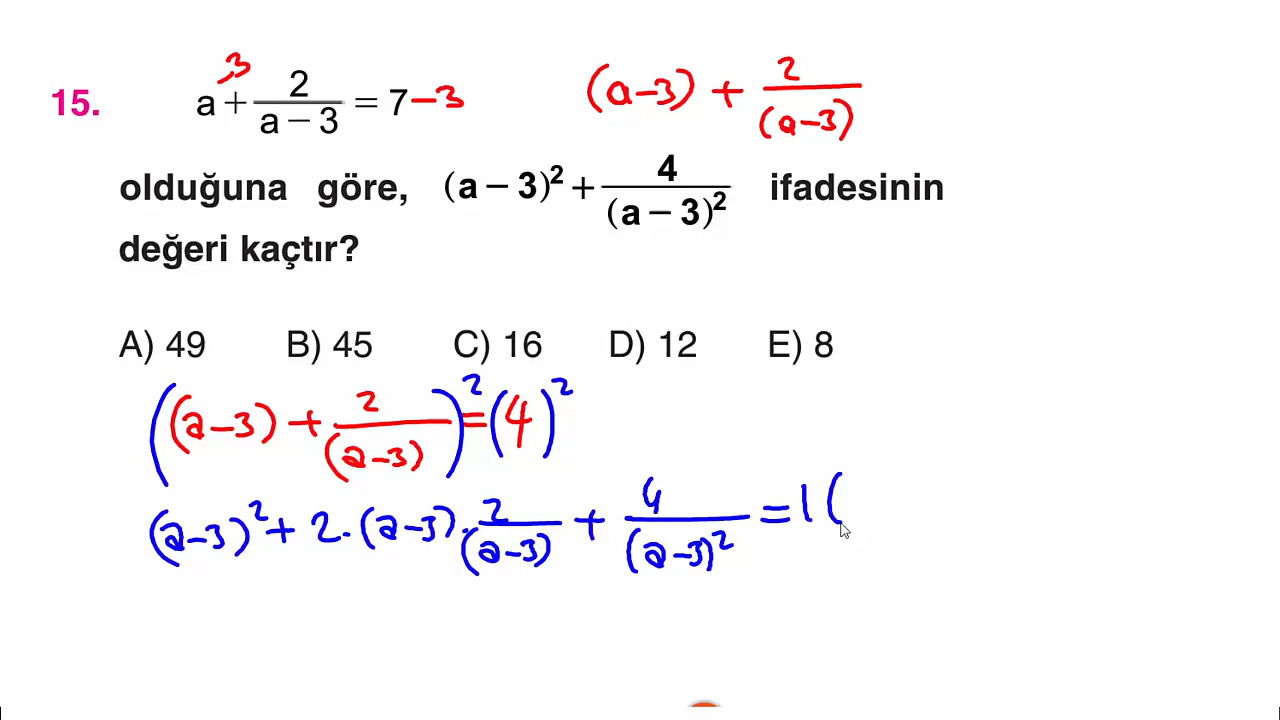 15. a + 2/(a − 3) = 7 −3
-3
(a−3) + 2/(a−3)
olduğuna göre, (a − 3)² + 4/(a − 3)² ifadesinin
değeri kaçtır?
A) 49 B) 45 C) 16 D) 12 E) 8
((a−3) + 2/(a−3))² = (4)²
(a−3)² + 2.(a−3).2/(a−3) + 4/(a−3)² = 1(